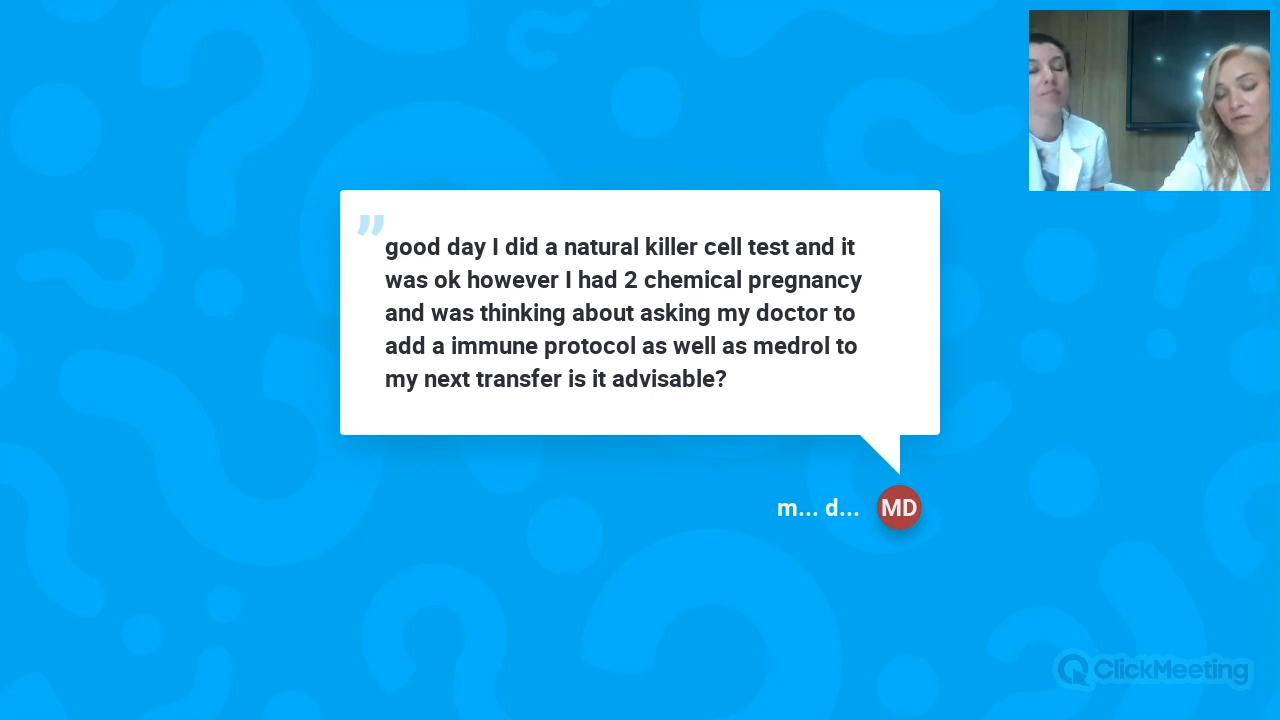 good day I did a natural killer cell test and it
was ok however I had 2 chemical pregnancy
and was thinking about asking my doctor to
add a immune protocol as well as medrol to
my next transfer is it advisable?
m... d... MD
ClickMeeting